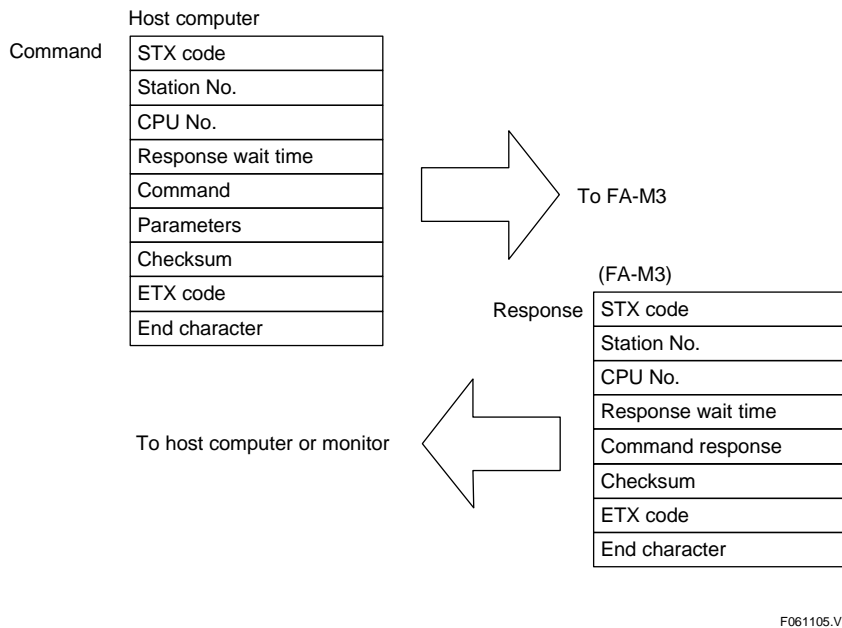 Host computer
Command
STX code
Station No.
CPU No.
Response wait time
Command
Parameters
Checksum
ETX code
End character
To FA-M3
(FA-M3)
Response
STX code
Station No.
CPU No.
Response wait time
Command response
Checksum
ETX code
End character
To host computer or monitor
F061105.V